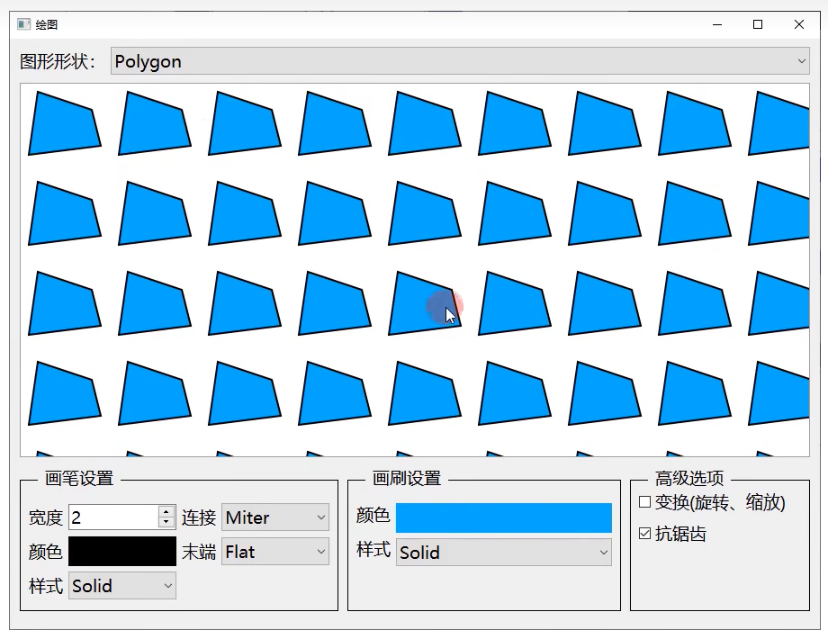 绘图
图形形状： Polygon
画笔设置
宽度 2 连接 Miter
颜色 末端 Flat
样式 Solid
画刷设置
颜色
样式 Solid
高级选项
变换(旋转、缩放)
抗锯齿